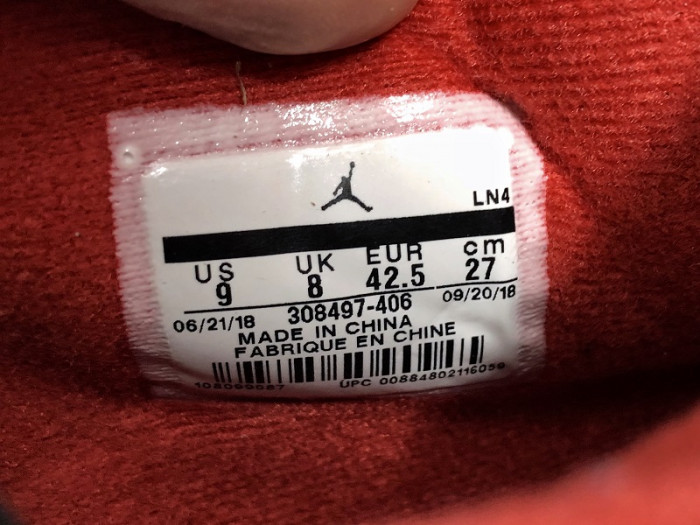 LN4
US UK EUR cm
9 8 42.5 27
06/21/18 308497-406 09/20/18
MADE IN CHINA
FABRIQUE EN CHINE
UPC 00884802116059